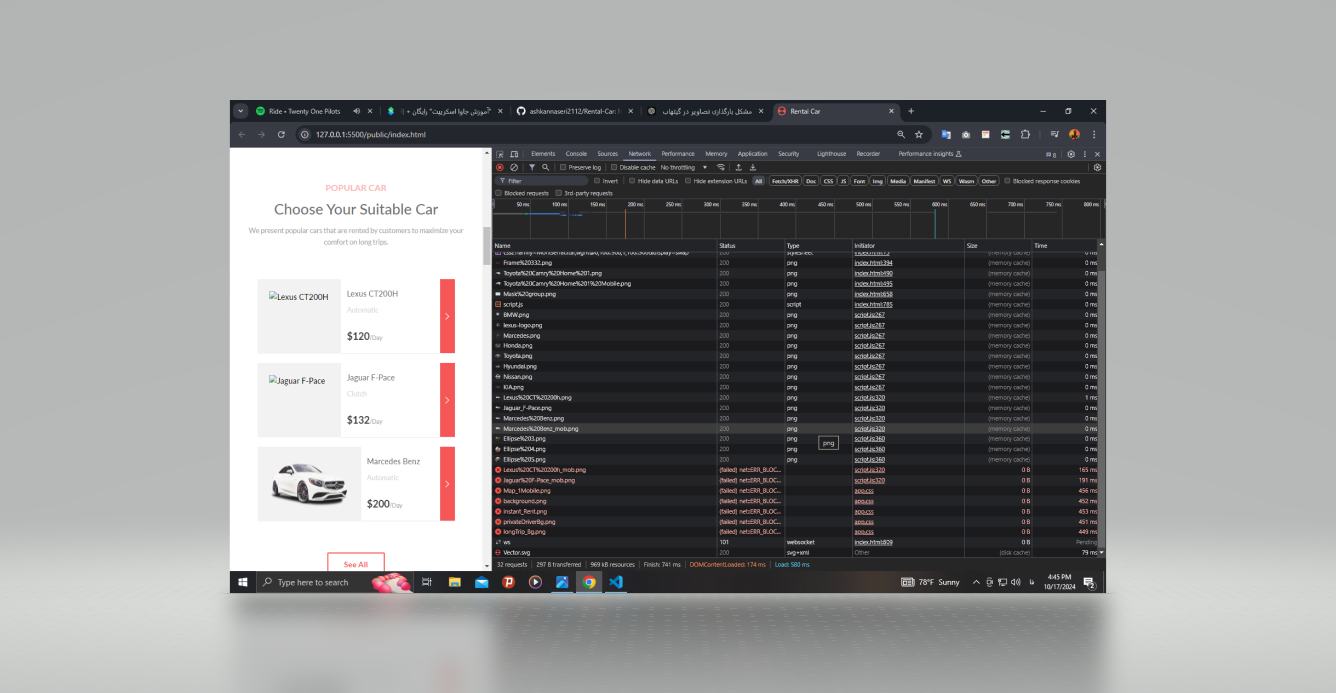 Ride • Twenty One Pilots
آموزش جاوا اسکریپت" رایگان +
ashkannaseri2112/Rental-Car:
مشکل بارگذاری تصاویر در گیتهاب
Rental Car
127.0.0.1:5500/public/index.html
POPULAR CAR
Choose Your Suitable Car
We present popular cars that are rented by customers to maximize your
comfort on long trips.
Lexus CT200H
Lexus CT200H
Automatic
$120/Day
Jaguar F-Pace
Jaguar F-Pace
Clutch
$132/Day
Marcedes Benz
Automatic
$200/Day
See All
Elements Console Sources Network Performance Memory Application Security Lighthouse Recorder Performance insights
8
Preserve log Disable cache No throttling
Filter Invert Hide data URLs Hide extension URLs All Fetch/XHR Doc CSS JS Font Img Media Manifest WS Wasm Other Blocked response cookies
Blocked requests 3rd-party requests
50 ms 100 ms 150 ms 200 ms 250 ms 300 ms 350 ms 400 ms 450 ms 500 ms 550 ms 600 ms 650 ms 700 ms 750 ms 800 ms
Name Status Type Initiator Size Time
200 stylesheet index.html:15 (memory cache) 0 ms
Frame%20332.png 200 png index.html:394 (memory cache) 0 ms
Toyota%20Camry%20Home%201.png 200 png index.html:490 (memory cache) 0 ms
Toyota%20Camry%20Home%201%20Mobile.png 200 png index.html:495 (memory cache) 0 ms
Mask%20group.png 200 png index.html:658 (memory cache) 0 ms
script.js 200 script index.html:785 (memory cache) 0 ms
BMW.png 200 png script.js:267 (memory cache) 0 ms
lexus-logo.png 200 png script.js:267 (memory cache) 0 ms
Marcedes.png 200 png script.js:267 (memory cache) 0 ms
Honda.png 200 png script.js:267 (memory cache) 0 ms
Toyota.png 200 png script.js:267 (memory cache) 0 ms
Hyundai.png 200 png script.js:267 (memory cache) 0 ms
Nissan.png 200 png script.js:267 (memory cache) 0 ms
KIA.png 200 png script.js:267 (memory cache) 0 ms
Lexus%20CT%20200h.png 200 png script.js:320 (memory cache) 1 ms
Jaguar_F-Pace.png 200 png script.js:320 (memory cache) 0 ms
Marcedes%20Benz.png 200 png script.js:320 (memory cache) 0 ms
Marcedes%20Benz_mob.png 200 png script.js:320 (memory cache) 0 ms
Ellipse%203.png 200 png script.js:360 (memory cache) 0 ms
png
Ellipse%204.png 200 png script.js:360 (memory cache) 0 ms
Ellipse%205.png 200 png script.js:360 (memory cache) 0 ms
Lexus%20CT%20200h_mob.png (failed) net::ERR_BLOC... script.js:320 0 B 165 ms
Jaguar%20F-Pace_mob.png (failed) net::ERR_BLOC... script.js:320 0 B 191 ms
Map_1Mobile.png (failed) net::ERR_BLOC... app.css 0 B 456 ms
background.png (failed) net::ERR_BLOC... app.css 0 B 452 ms
instant_Rent.png (failed) net::ERR_BLOC... app.css 0 B 453 ms
privateDriverBg.png (failed) net::ERR_BLOC... app.css 0 B 451 ms
longTrip_Bg.png (failed) net::ERR_BLOC... app.css 0 B 449 ms
ws 101 websocket index.html:809 0 B Pending
Vector.svg 200 svg+xml Other (disk cache) 79 ms
32 requests 297 B transferred 969 kB resources Finish: 741 ms DOMContentLoaded: 174 ms Load: 580 ms
Type here to search
78°F Sunny
4:45 PM
10/17/2024
2